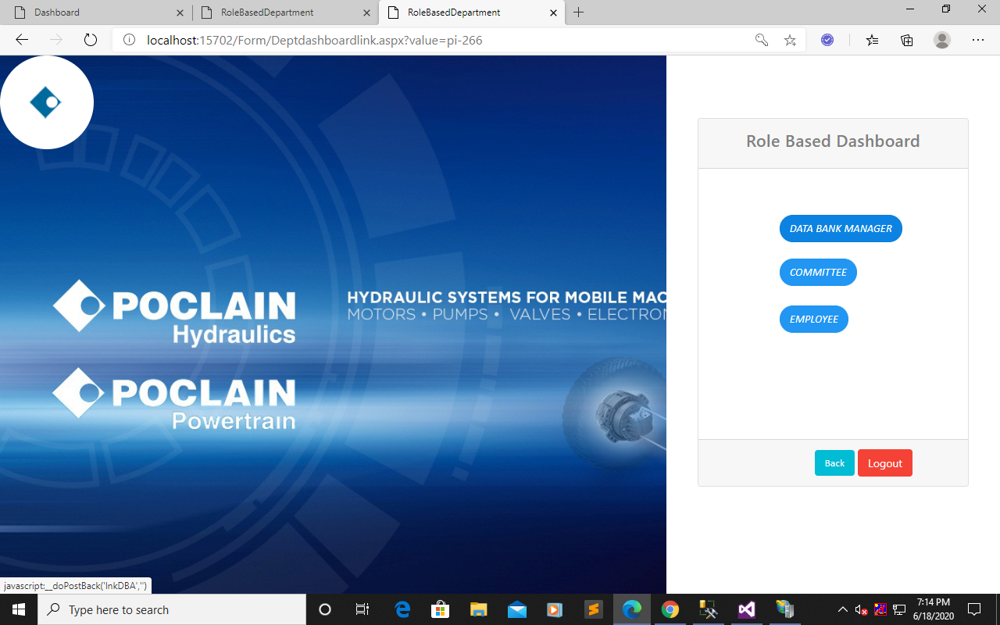 Dashboard
RoleBasedDepartment
RoleBasedDepartment
localhost:15702/Form/Deptdashboardlink.aspx?value=pi-266
Role Based Dashboard
DATA BANK MANAGER
COMMITTEE
EMPLOYEE
POCLAIN
Hydraulics
HYDRAULIC SYSTEMS FOR MOBILE MAC
MOTORS • PUMPS • VALVES • ELECTRON
POCLAIN
Powertrain
Back
Logout
javascript:__doPostBack('lnkDBA','')
Type here to search
7:14 PM
6/18/2020